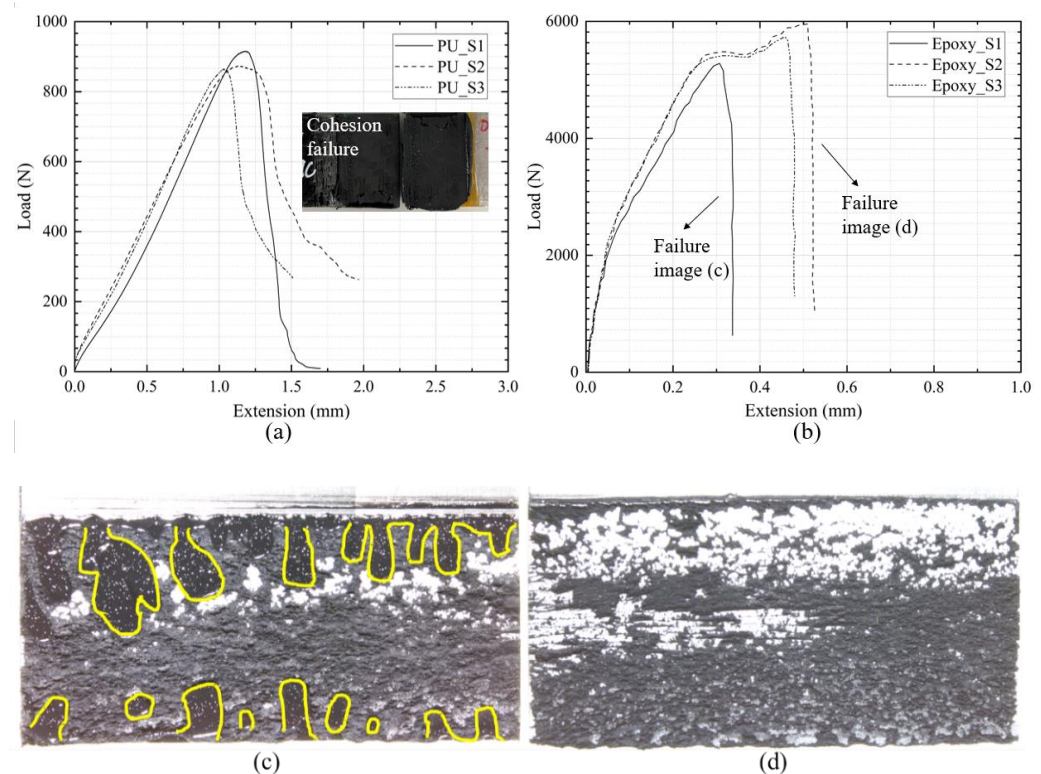 1000
800
600
400
200
0
Load (N)
0.0 0.5 1.0 1.5 2.0 2.5 3.0
Extension (mm)
PU_S1
PU_S2
PU_S3
Cohesion
failure
(a)
6000
4000
2000
0
Load (N)
0.0 0.2 0.4 0.6 0.8 1.0
Extension (mm)
Epoxy_S1
Epoxy_S2
Epoxy_S3
Failure
image (c)
Failure
image (d)
(b)
(c)
(d)